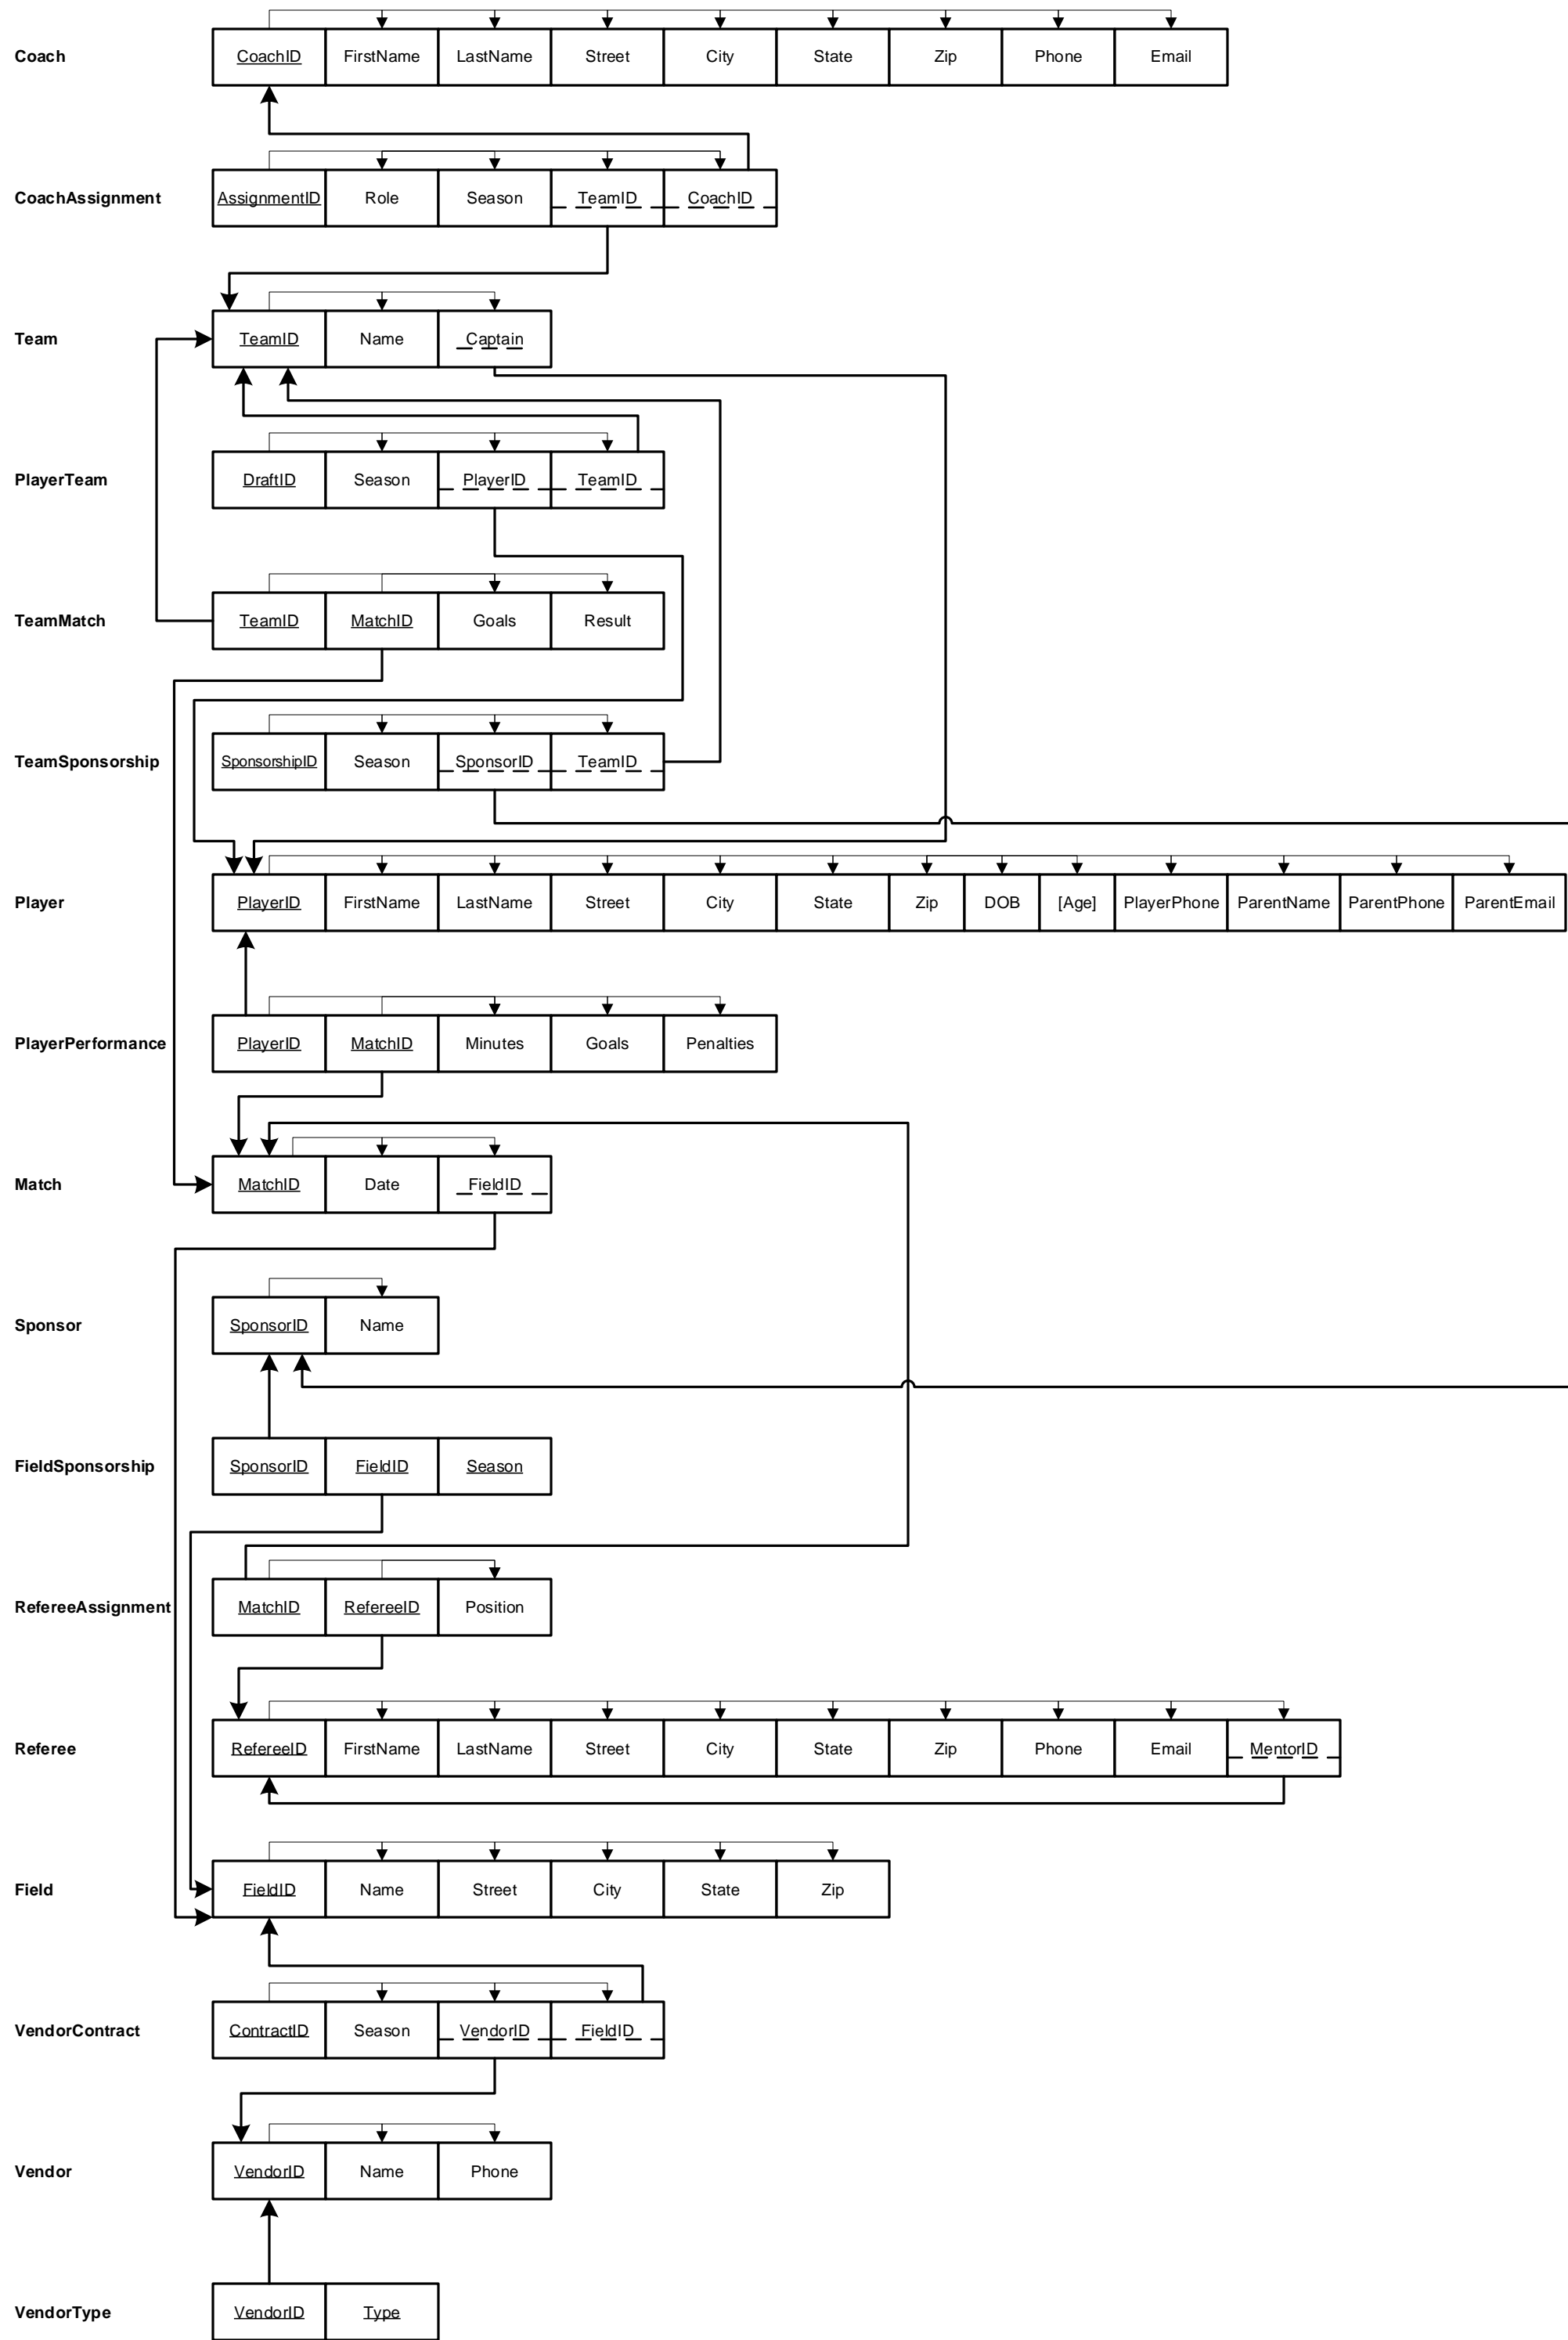 Coach CoachID FirstName LastName Street City State Zip Phone Email
CoachAssignment AssignmentID Role Season TeamID CoachID
Team TeamID Name Captain
PlayerTeam DraftID Season PlayerID TeamID
TeamMatch TeamID MatchID Goals Result
TeamSponsorship SponsorshipID Season SponsorID TeamID
Player PlayerID FirstName LastName Street City State Zip DOB [Age] PlayerPhone ParentName ParentPhone ParentEmail
PlayerPerformance PlayerID MatchID Minutes Goals Penalties
Match MatchID Date FieldID
Sponsor SponsorID Name
FieldSponsorship SponsorID FieldID Season
RefereeAssignment MatchID RefereeID Position
Referee RefereeID FirstName LastName Street City State Zip Phone Email MentorID
Field FieldID Name Street City State Zip
VendorContract ContractID Season VendorID FieldID
Vendor VendorID Name Phone
VendorType VendorID Type